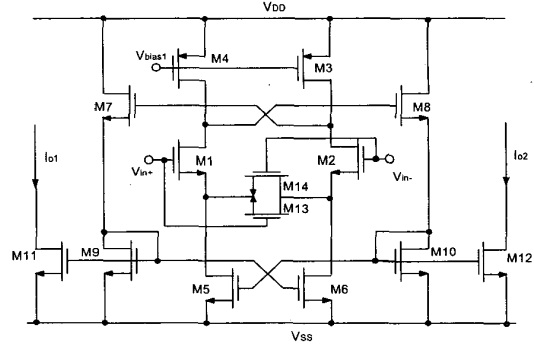 VDD
Vbias1
M4
M3
M7
M8
M1
M2
Io1
Io2
Vin+
M14
Vin-
M13
M11
M9
M10
M12
M5
M6
VSS